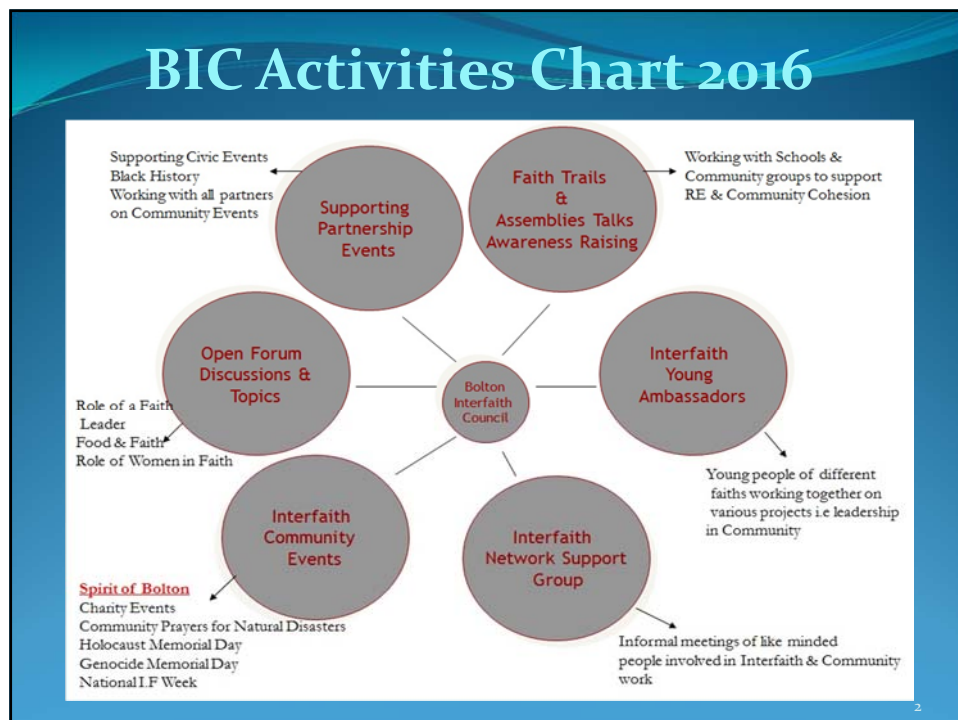 BIC Activities Chart 2016
Supporting Civic Events
Black History
Working with all partners
on Community Events
Supporting
Partnership
Events
Faith Trails
&
Assemblies Talks
Awareness Raising
Working with Schools &
Community groups to support
RE & Community Cohesion
Open Forum
Discussions &
Topics
Role of a Faith
Leader
Food & Faith
Role of Women in Faith
Bolton
Interfaith
Council
Interfaith
Young
Ambassadors
Young people of different
faiths working together on
various projects i.e leadership
in Community
Interfaith
Community
Events
Spirit of Bolton
Charity Events
Community Prayers for Natural Disasters
Holocaust Memorial Day
Genocide Memorial Day
National I.F Week
Interfaith
Network Support
Group
Informal meetings of like minded
people involved in Interfaith & Community
work
2